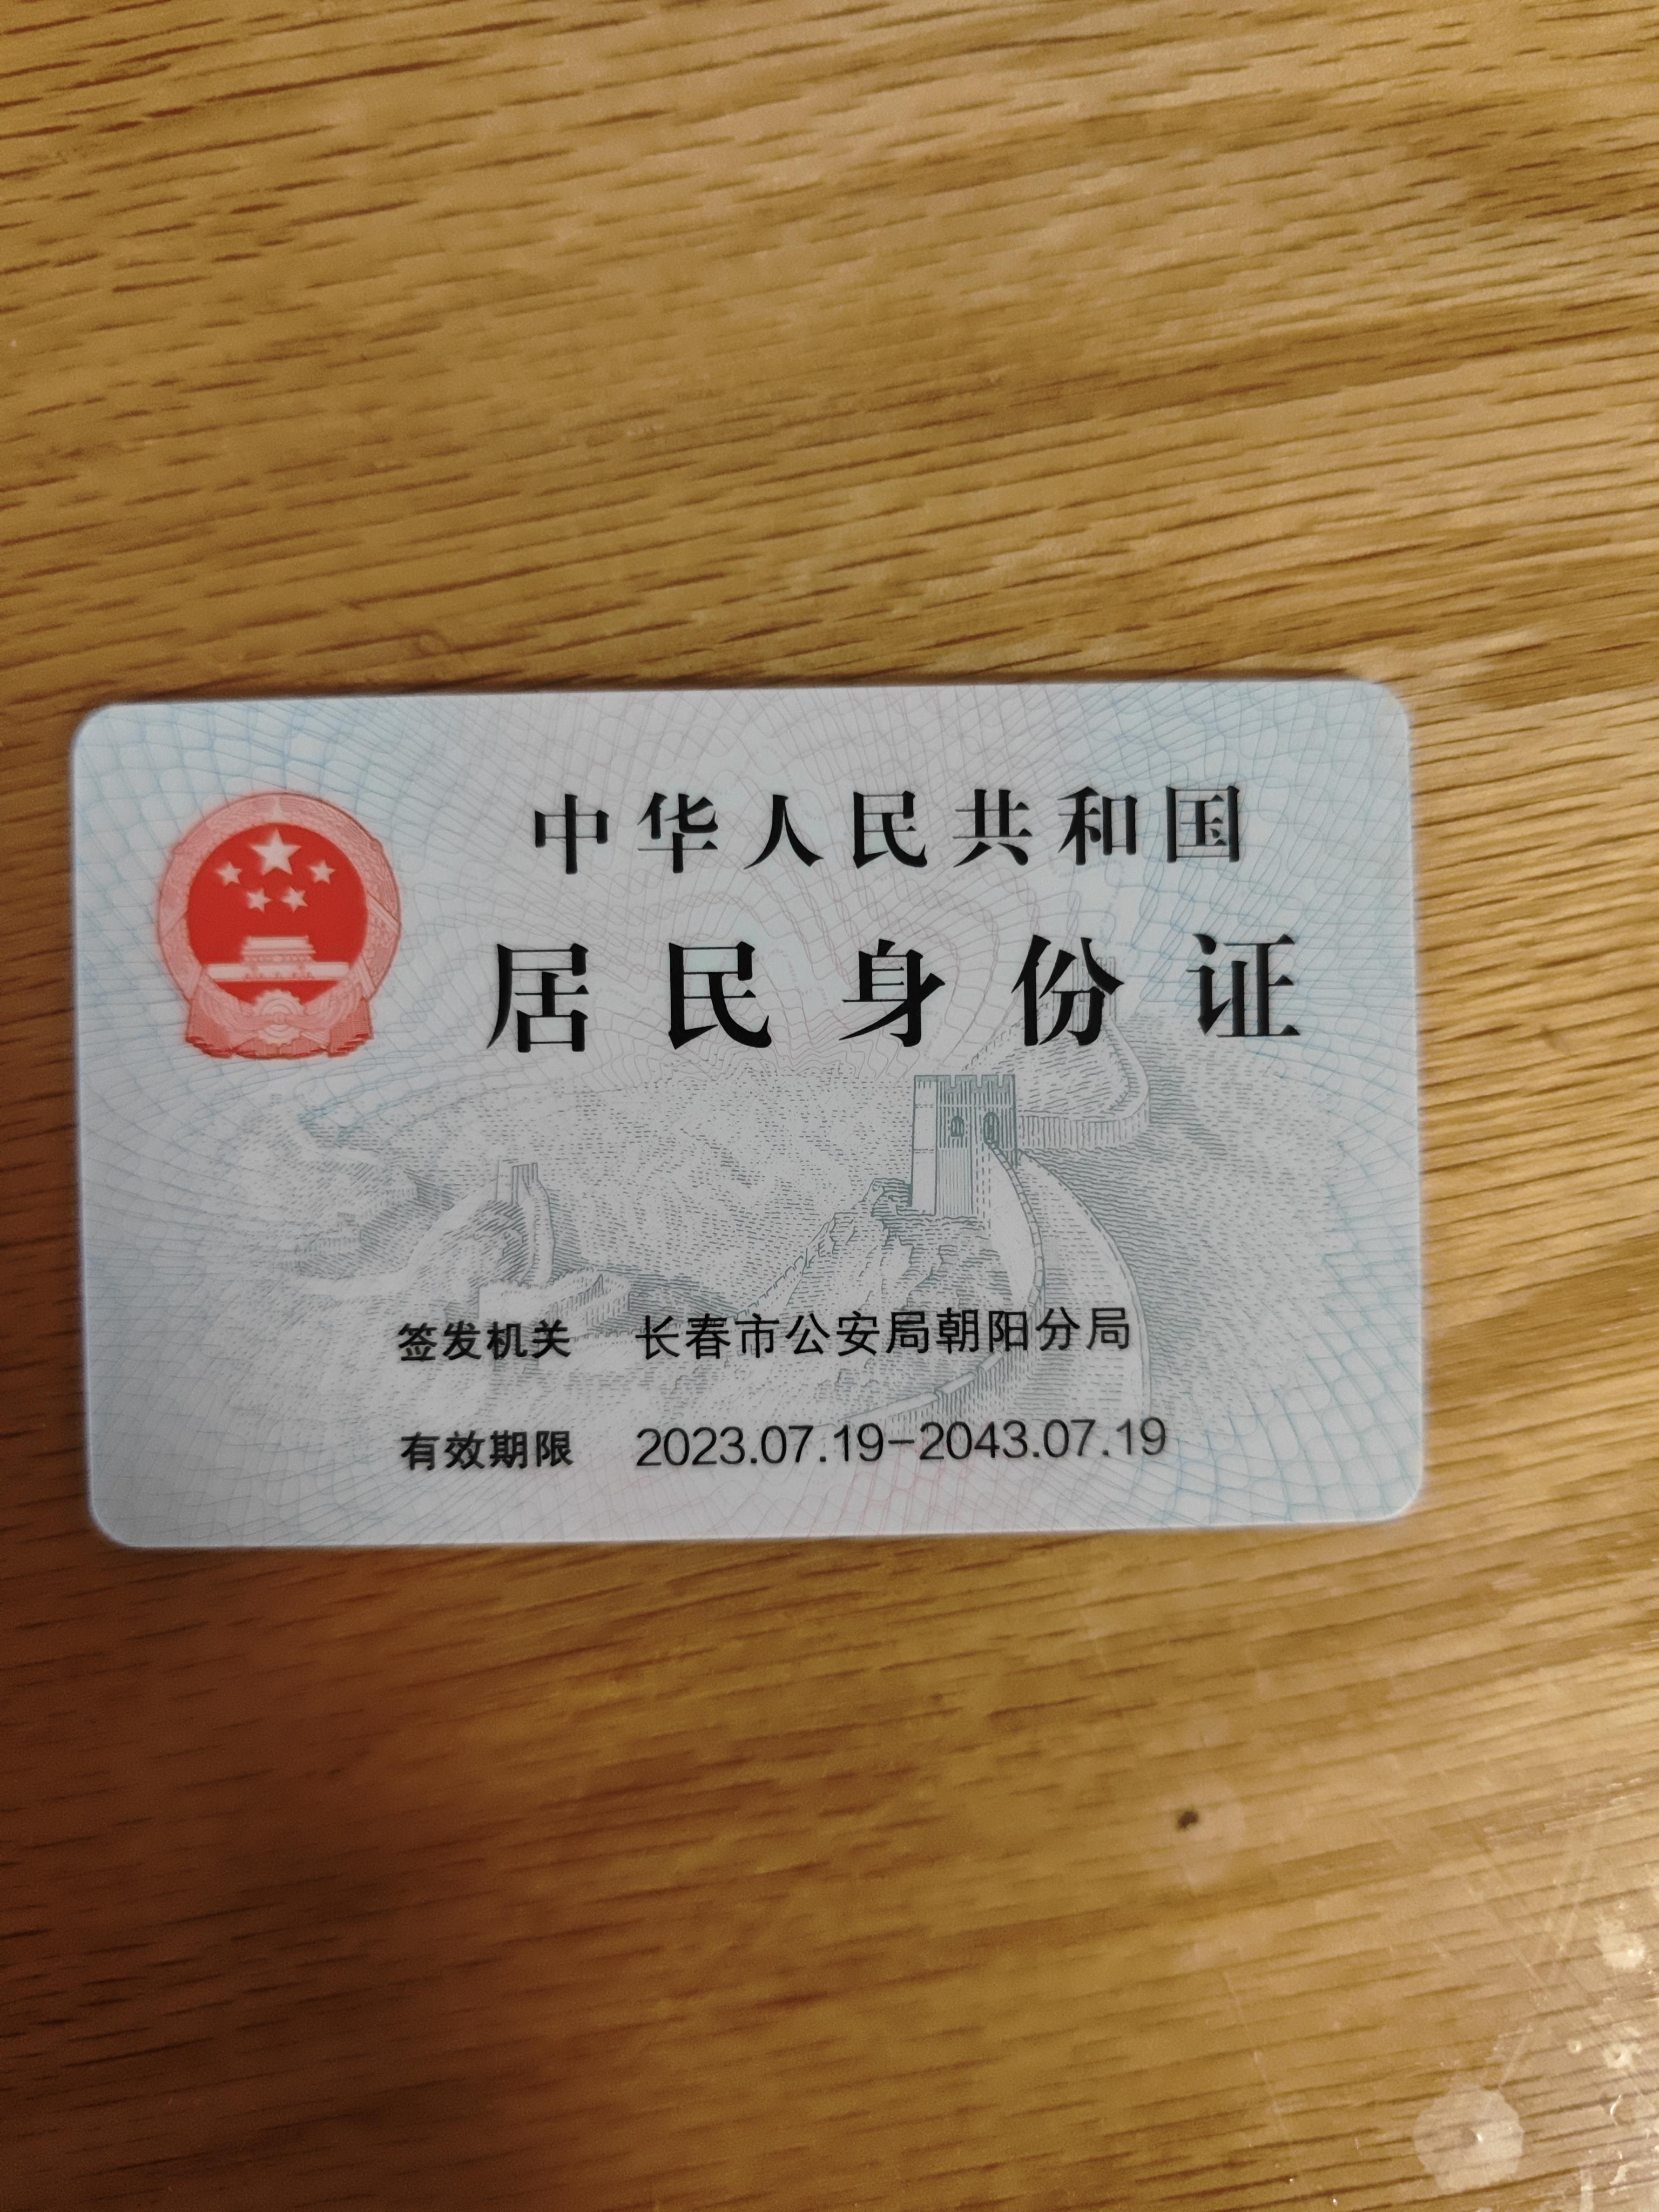 中华人民共和国
居民身份证
签发机关 长春市公安局朝阳分局
有效期限 2023.07.19-2043.07.19